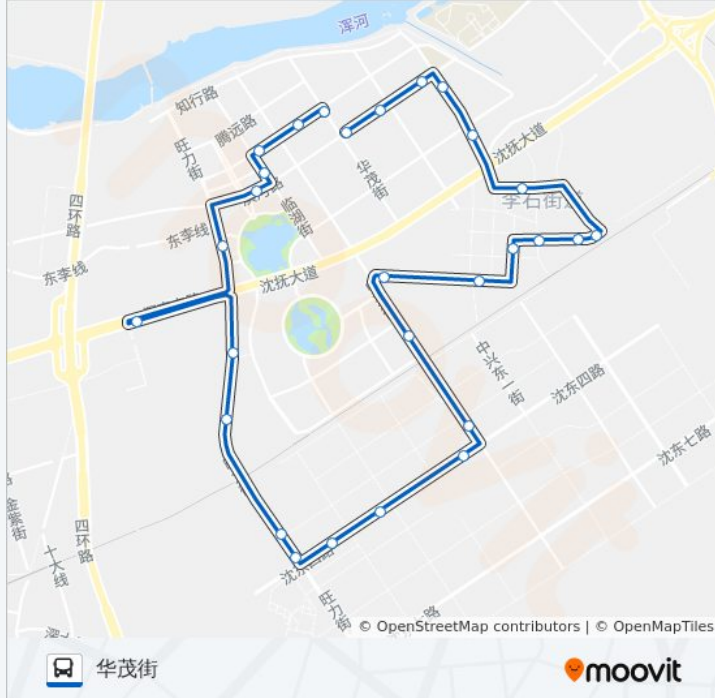 浑河
知行路
腾远路
旺力街
华茂街
沈抚大道
四环路
临湖街
东李线
东李线
沈抚大道
中兴东一街
沈东四路
沈东七路
金紫街
四环路
十大线
旺力街
© OpenStreetMap contributors | © OpenMapTiles
华茂街
moovit